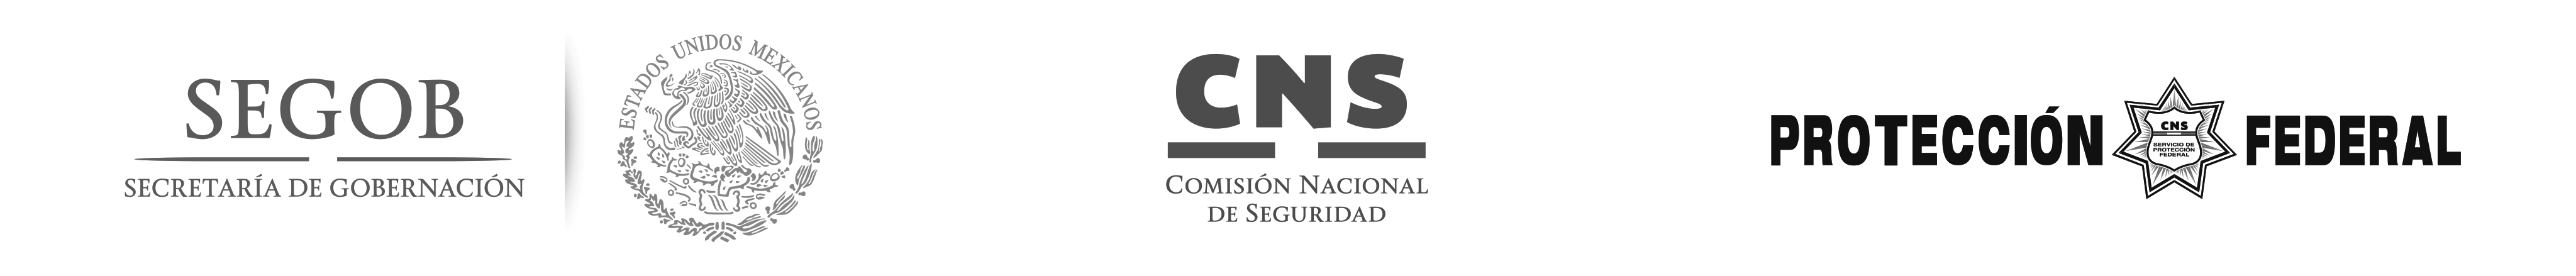 SEGOB
SECRETARÍA DE GOBERNACIÓN
ESTADOS UNIDOS MEXICANOS
CNS
COMISIÓN NACIONAL
DE SEGURIDAD
PROTECCIÓN
CNS
SERVICIO DE
PROTECCIÓN
FEDERAL
FEDERAL